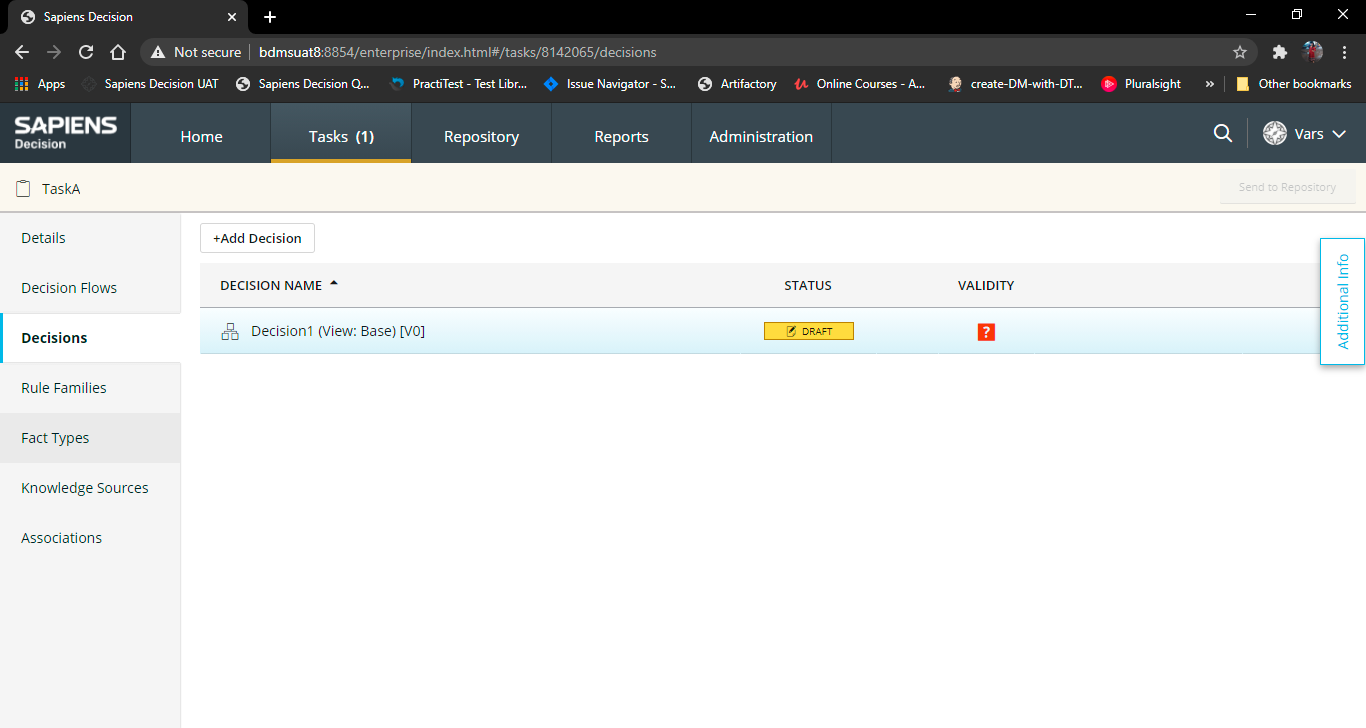 Sapiens Decision
Not secure bdmsuat8:8854/enterprise/index.html#/tasks/8142065/decisions
Apps Sapiens Decision UAT Sapiens Decision Q... PractiTest - Test Libr... Issue Navigator - S... Artifactory Online Courses - A... create-DM-with-DT... Pluralsight » Other bookmarks
SAPIENS
Decision
Home Tasks (1) Repository Reports Administration Vars
TaskA Send to Repository
Details
Decision Flows
Decisions
Rule Families
Fact Types
Knowledge Sources
Associations
+Add Decision
DECISION NAME STATUS VALIDITY
Decision1 (View: Base) [V0] DRAFT ?
Additional Info